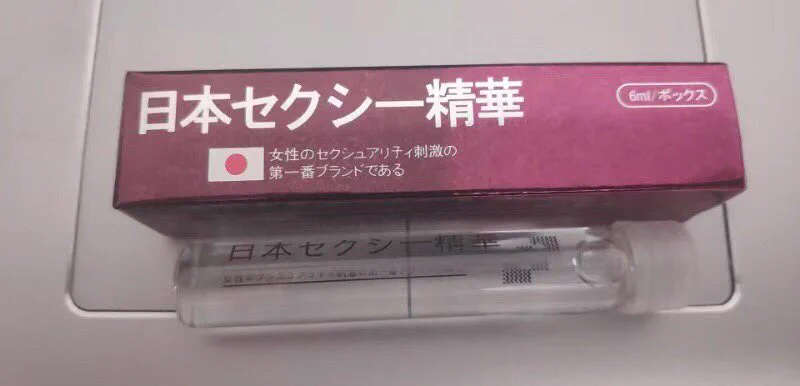 日本セクシー精華
6ml/ボックス
女性のセクシュアリティ刺激の
第一番ブランドである
日本セクシー精華